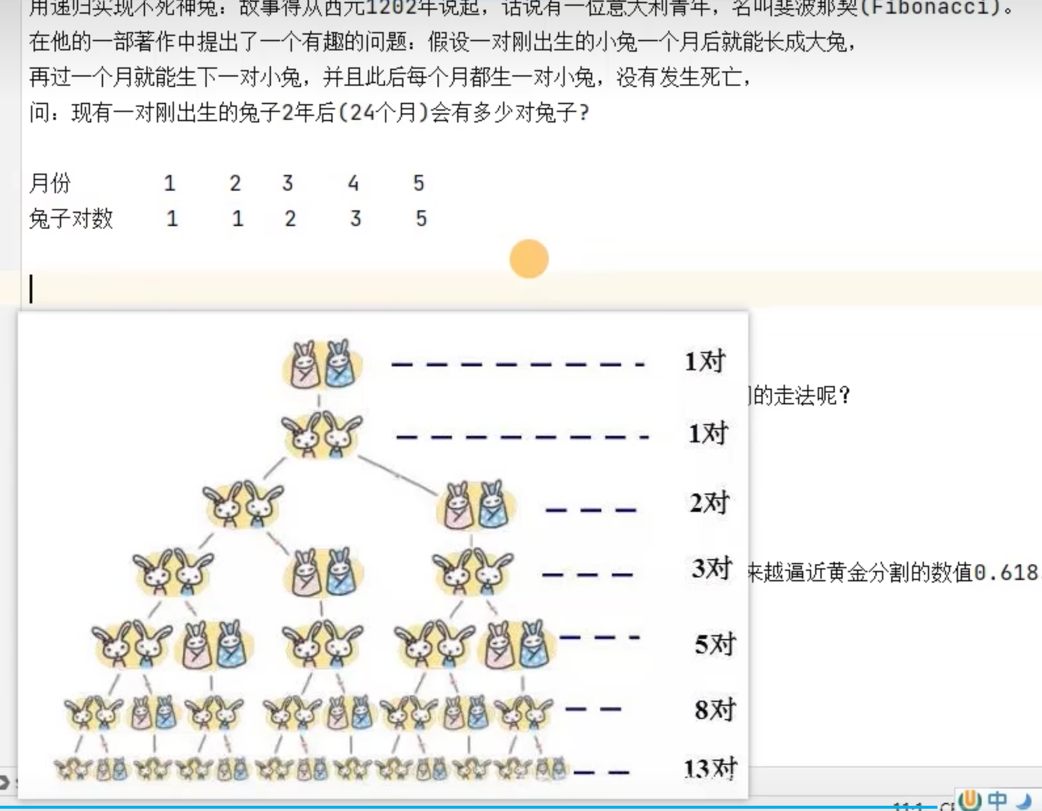 用递归实现不死神兔：故事得从西元1202年说起，话说有一位意大利青年，名叫斐波那契(Fibonacci)。
在他的一部著作中提出了一个有趣的问题：假设一对刚出生的小兔一个月后就能长成大兔，
再过一个月就能生下一对小兔，并且此后每个月都生一对小兔，没有发生死亡，
问：现有一对刚出生的兔子2年后(24个月)会有多少对兔子?
月份 1 2 3 4 5
兔子对数 1 1 2 3 5
1对
的走法呢?
1对
2对
3对
来越逼近黄金分割的数值0.618
5对
8对
13对
中